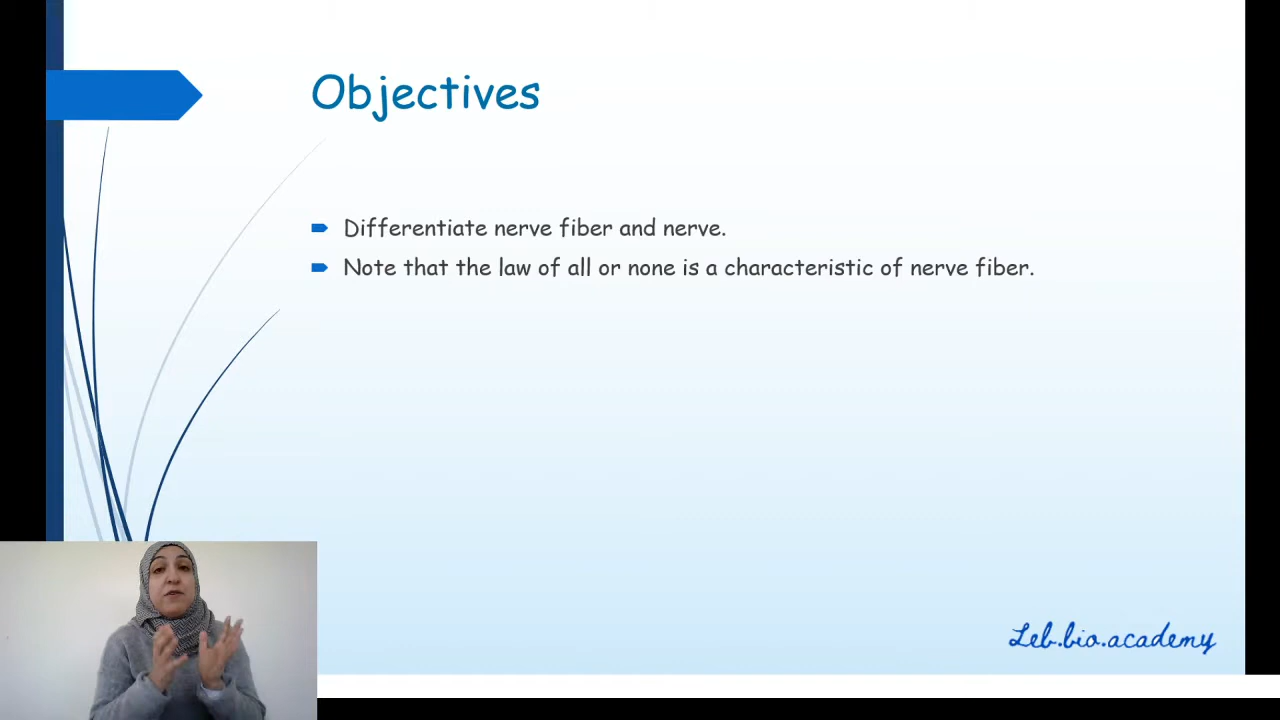 Objectives
Differentiate nerve fiber and nerve.
Note that the law of all or none is a characteristic of nerve fiber.
Leb.bio.academy